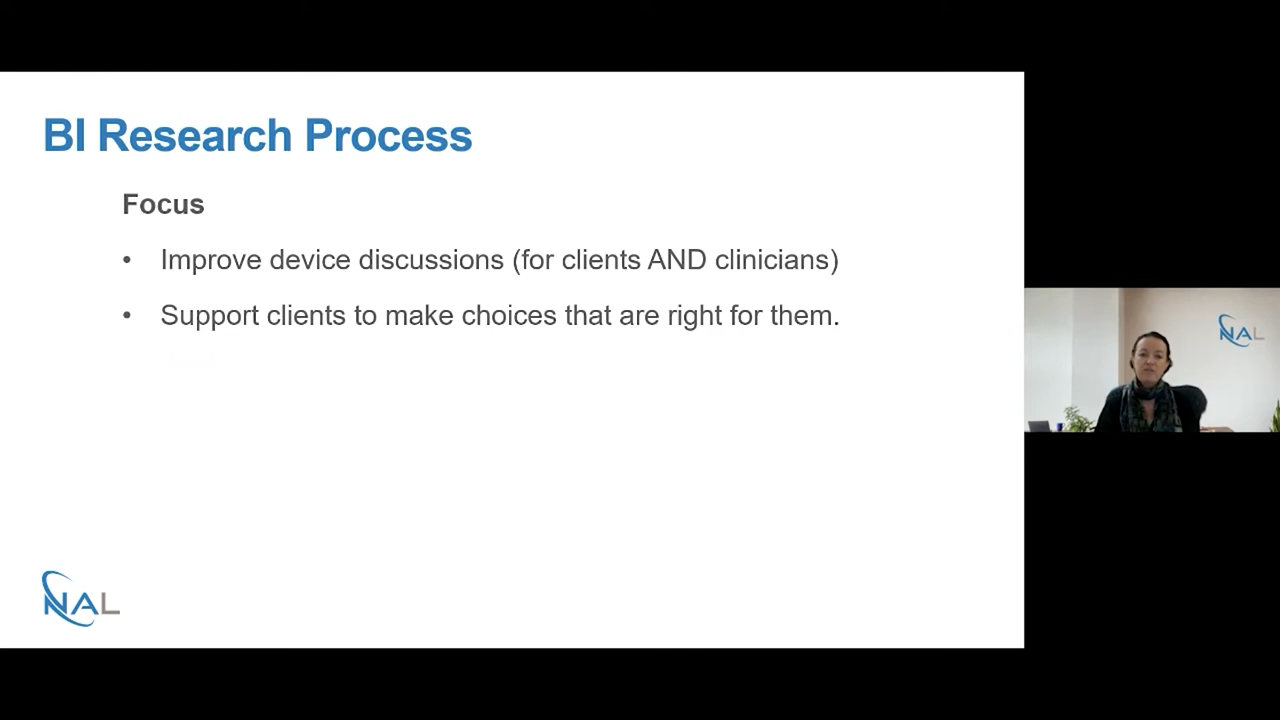 BI Research Process
Focus
• Improve device discussions (for clients AND clinicians)
• Support clients to make choices that are right for them.
NAL
NAL